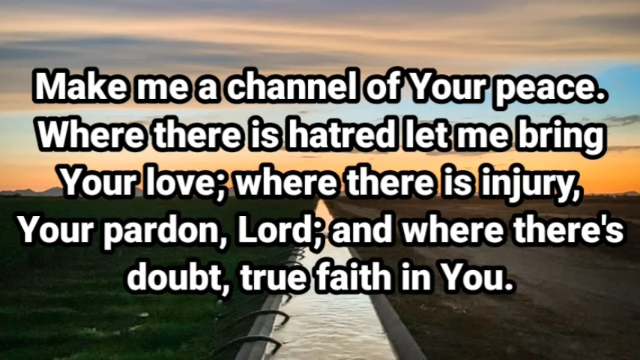 Make me a channel of Your peace.
Where there is hatred let me bring
Your love; where there is injury,
Your pardon, Lord; and where there's
doubt, true faith in You.